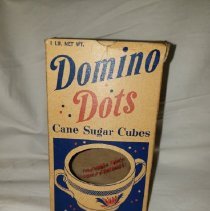 1 LB. NET WT.
Domino
Dots
Cane Sugar Cubes